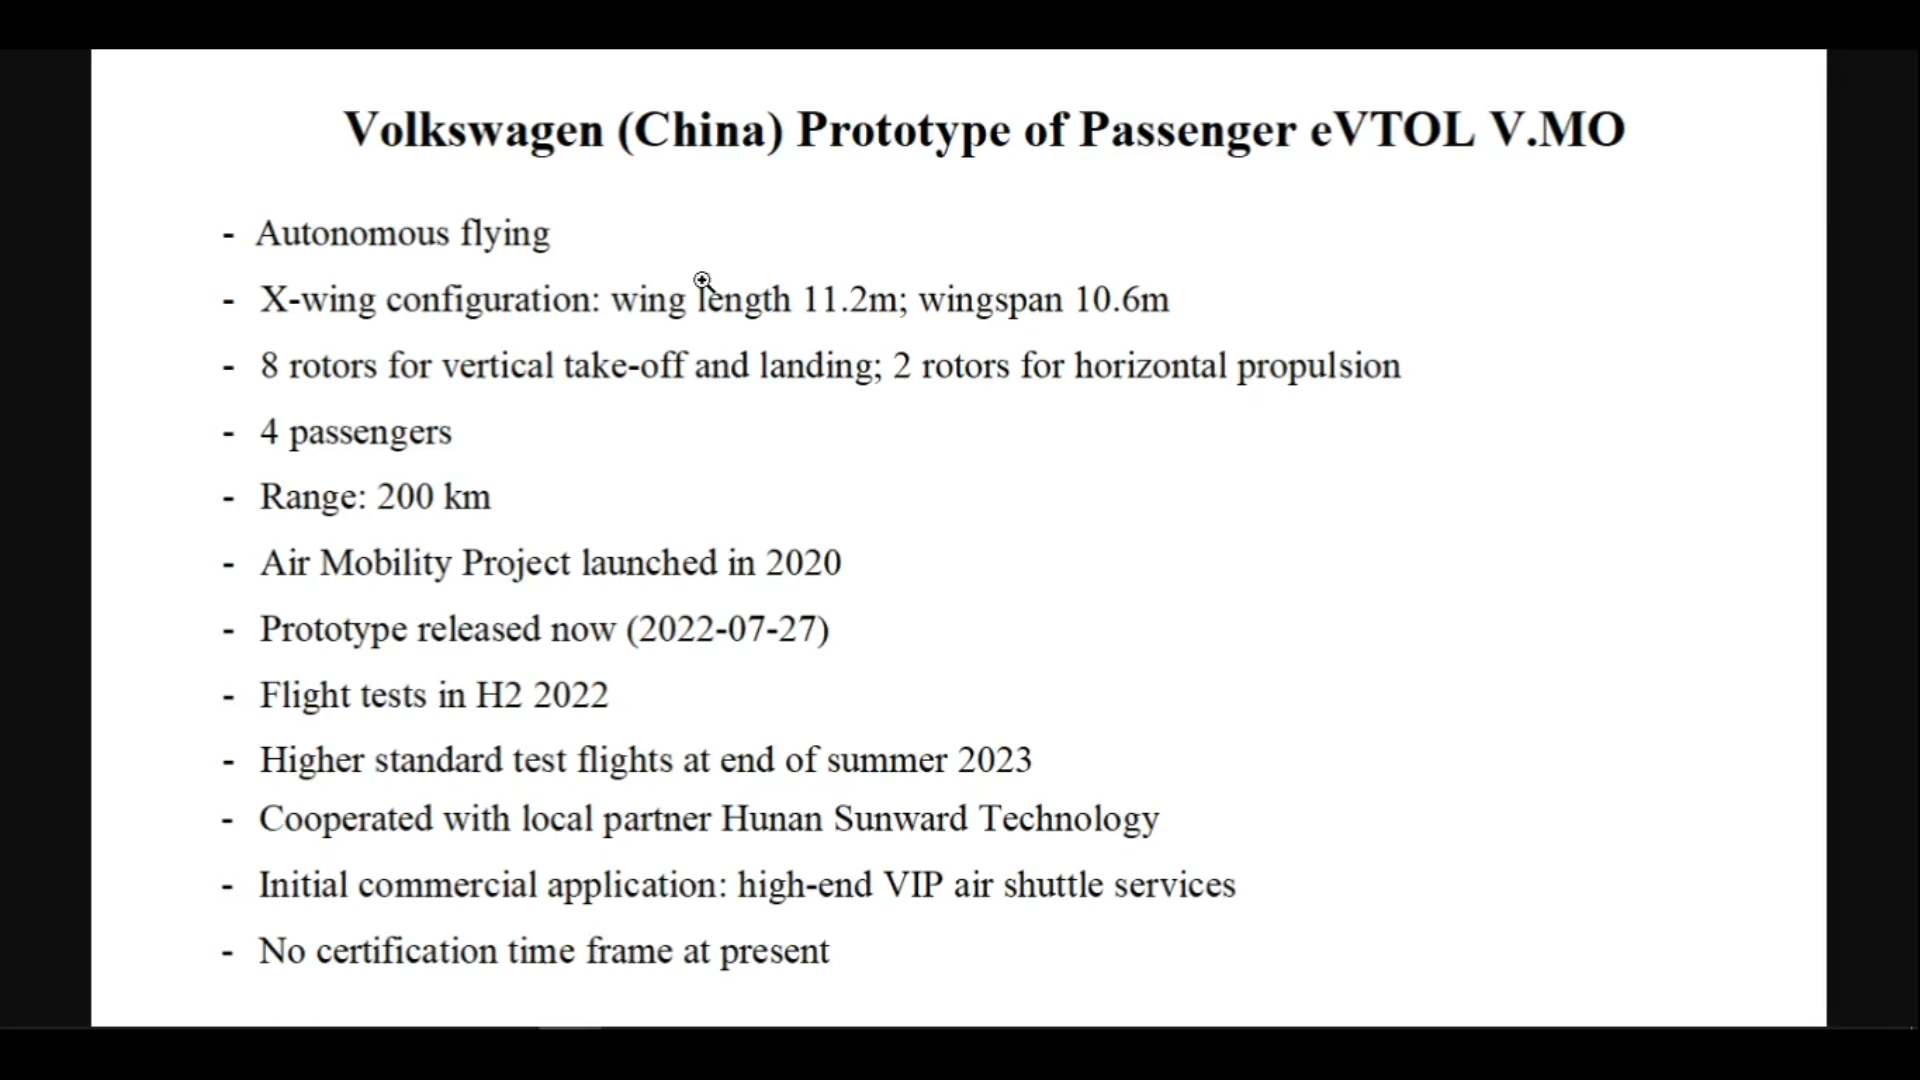 Volkswagen (China) Prototype of Passenger eVTOL V.MO
- Autonomous flying
- X-wing configuration: wing length 11.2m; wingspan 10.6m
- 8 rotors for vertical take-off and landing; 2 rotors for horizontal propulsion
- 4 passengers
- Range: 200 km
- Air Mobility Project launched in 2020
- Prototype released now (2022-07-27)
- Flight tests in H2 2022
- Higher standard test flights at end of summer 2023
- Cooperated with local partner Hunan Sunward Technology
- Initial commercial application: high-end VIP air shuttle services
- No certification time frame at present